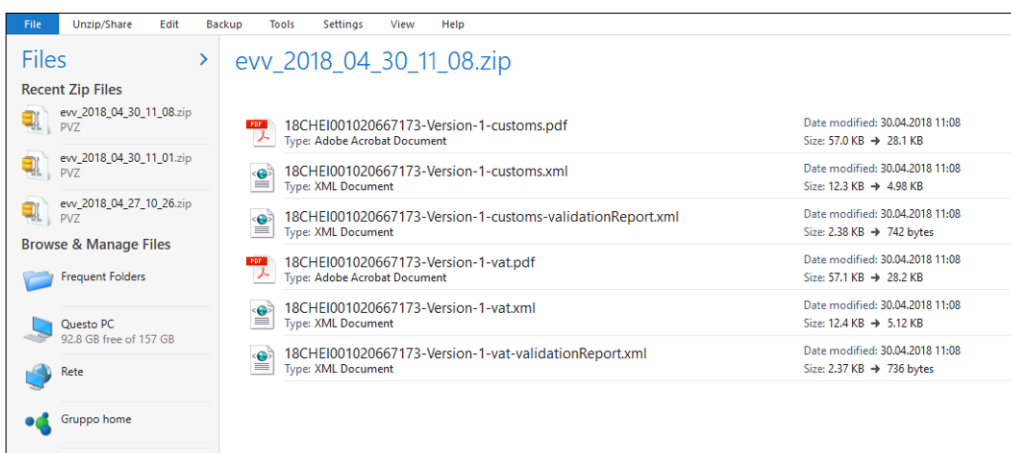 File Unzip/Share Edit Backup Tools Settings View Help
Files
Recent Zip Files
evv_2018_04_30_11_08.zip
PVZ
evv_2018_04_30_11_01.zip
PVZ
evv_2018_04_27_10_26.zip
PVZ
Browse & Manage Files
Frequent Folders
Questo PC
92.8 GB free of 157 GB
Rete
Gruppo home
evv_2018_04_30_11_08.zip
PDF
18CHEI001020667173-Version-1-customs.pdf
Type: Adobe Acrobat Document
Date modified: 30.04.2018 11:08
Size: 57.0 KB → 28.1 KB
18CHEI001020667173-Version-1-customs.xml
Type: XML Document
Date modified: 30.04.2018 11:08
Size: 12.3 KB → 4.98 KB
18CHEI001020667173-Version-1-customs-validationReport.xml
Type: XML Document
Date modified: 30.04.2018 11:08
Size: 2.38 KB → 742 bytes
PDF
18CHEI001020667173-Version-1-vat.pdf
Type: Adobe Acrobat Document
Date modified: 30.04.2018 11:08
Size: 57.1 KB → 28.2 KB
18CHEI001020667173-Version-1-vat.xml
Type: XML Document
Date modified: 30.04.2018 11:08
Size: 12.4 KB → 5.12 KB
18CHEI001020667173-Version-1-vat-validationReport.xml
Type: XML Document
Date modified: 30.04.2018 11:08
Size: 2.37 KB → 736 bytes